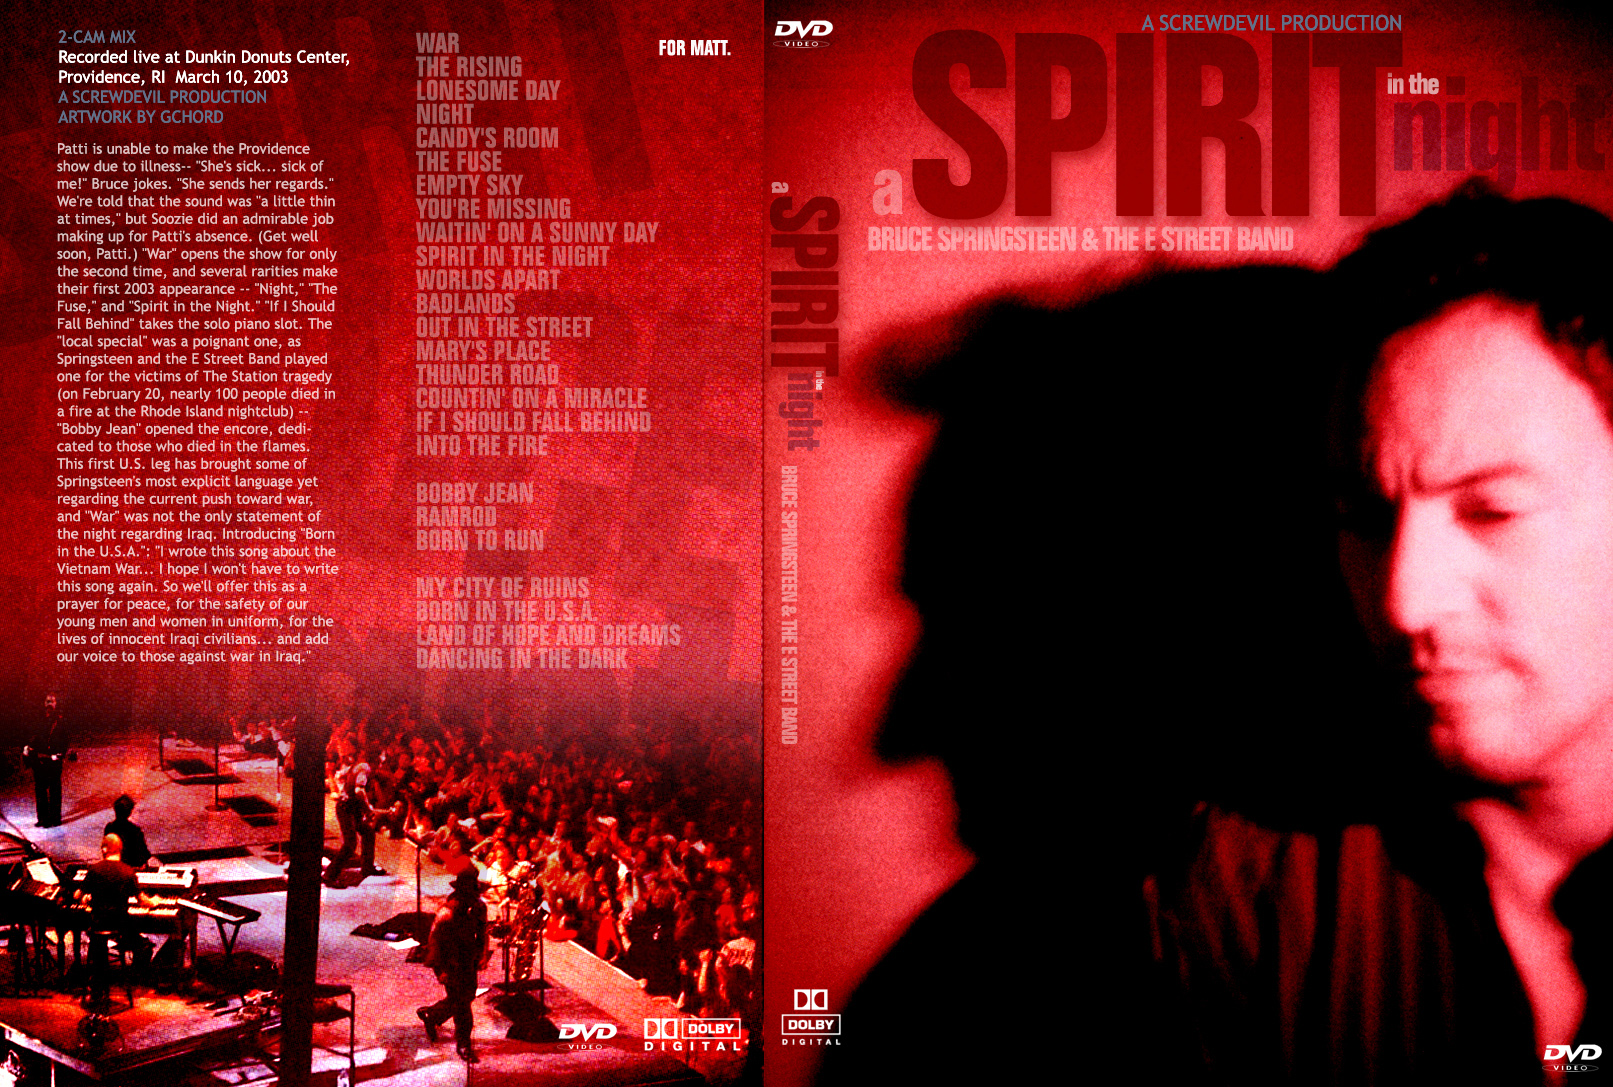 2-CAM MIX
Recorded live at Dunkin Donuts Center,
Providence, RI  March 10, 2003
A SCREWDEVIL PRODUCTION
ARTWORK BY GCHORD
Patti is unable to make the Providence
show due to illness-- "She's sick... sick of
me!" Bruce jokes. "She sends her regards."
We're told that the sound was "a little thin
at times," but Soozie did an admirable job
making up for Patti's absence. (Get well
soon, Patti.) "War" opens the show for only
the second time, and several rarities make
their first 2003 appearance -- "Night," "The
Fuse," and "Spirit in the Night." "If I Should
Fall Behind" takes the solo piano slot. The
"local special" was a poignant one, as
Springsteen and the E Street Band played
one for the victims of The Station tragedy
(on February 20, nearly 100 people died in
a fire at the Rhode Island nightclub) --
"Bobby Jean" opened the encore, dedi-
cated to those who died in the flames.
This first U.S. leg has brought some of
Springsteen's most explicit language yet
regarding the current push toward war,
and "War" was not the only statement of
the night regarding Iraq. Introducing "Born
in the U.S.A.": "I wrote this song about the
Vietnam War... I hope I won't have to write
this song again. So we'll offer this as a
prayer for peace, for the safety of our
young men and women in uniform, for the
lives of innocent Iraqi civilians... and add
our voice to those against war in Iraq."
WAR
THE RISING
LONESOME DAY
NIGHT
CANDY'S ROOM
THE FUSE
EMPTY SKY
YOU'RE MISSING
WAITIN' ON A SUNNY DAY
SPIRIT IN THE NIGHT
WORLDS APART
BADLANDS
OUT IN THE STREET
MARY'S PLACE
THUNDER ROAD
COUNTIN' ON A MIRACLE
IF I SHOULD FALL BEHIND
INTO THE FIRE
BOBBY JEAN
RAMROD
BORN TO RUN
MY CITY OF RUINS
BORN IN THE U.S.A.
LAND OF HOPE AND DREAMS
DANCING IN THE DARK
FOR MATT.
DVD
VIDEO
DOLBY
DIGITAL
DVD
VIDEO
a SPIRIT in the night
BRUCE SPRINGSTEEN & THE E STREET BAND
DOLBY
DIGITAL
A SCREWDEVIL PRODUCTION
a SPIRIT in the night
BRUCE SPRINGSTEEN & THE E STREET BAND
DVD
VIDEO